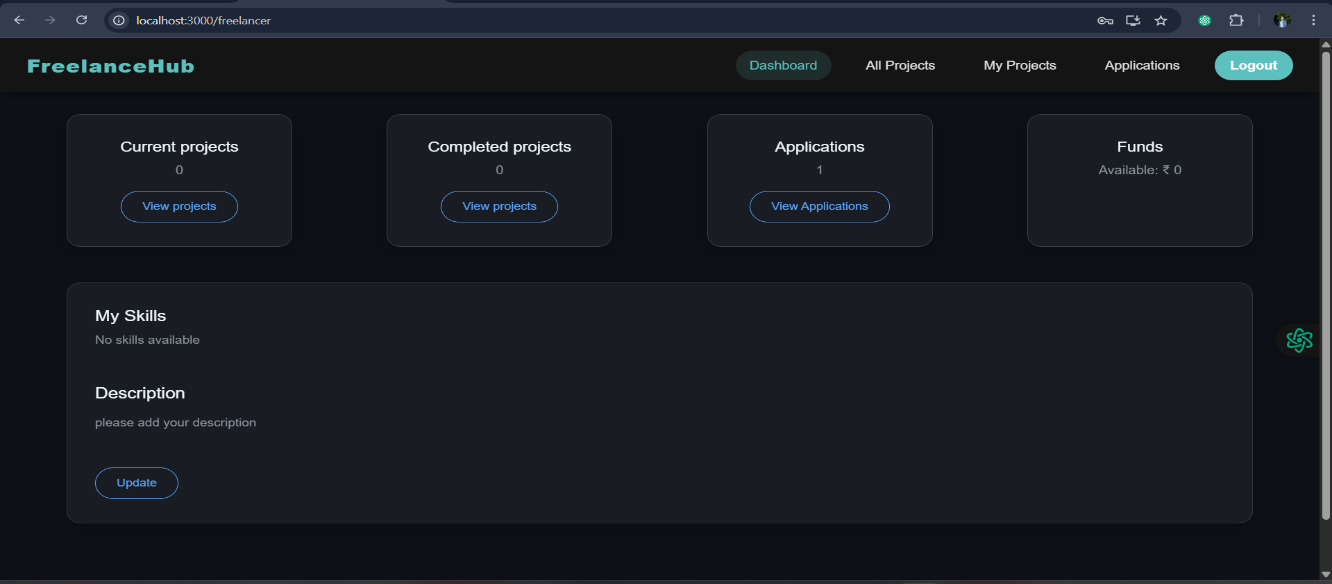 localhost:3000/freelancer
FreelanceHub
Dashboard
All Projects
My Projects
Applications
Logout
Current projects
0
View projects
Completed projects
0
View projects
Applications
1
View Applications
Funds
Available: ₹ 0
My Skills
No skills available
Description
please add your description
Update